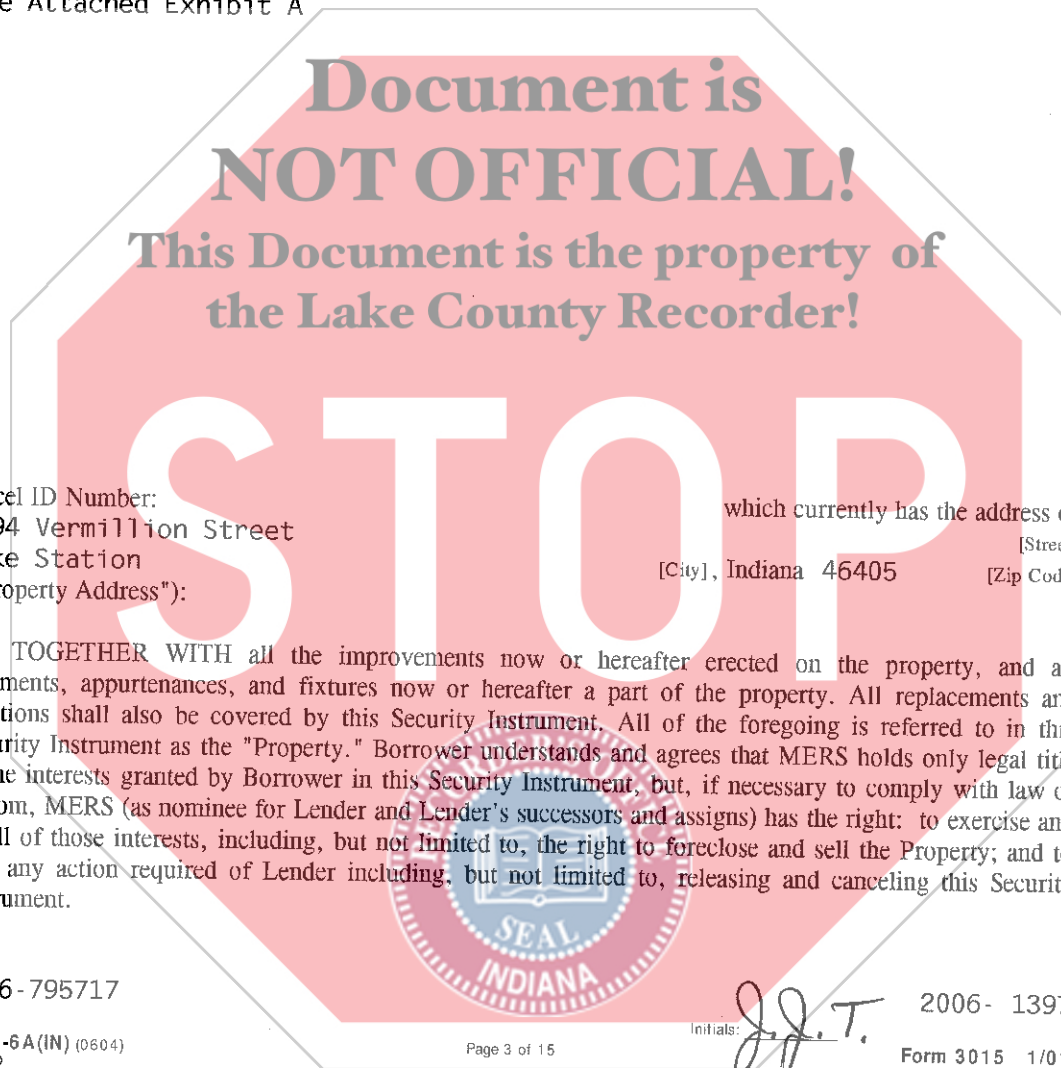 e Attached Exhibit A
Document is
NOT OFFICIAL!
This Document is the property of
the Lake County Recorder!
STOP
cel ID Number:
94 Vermillion Street
ke Station
operty Address"):
which currently has the address o
[Stree
[City], Indiana 46405 [Zip Cod
TOGETHER WITH all the improvements now or hereafter erected on the property, and a
ments, appurtenances, and fixtures now or hereafter a part of the property. All replacements an
tions shall also be covered by this Security Instrument. All of the foregoing is referred to in thi
urity Instrument as the "Property." Borrower understands and agrees that MERS holds only legal titl
he interests granted by Borrower in this Security Instrument, but, if necessary to comply with law o
om, MERS (as nominee for Lender and Lender's successors and assigns) has the right: to exercise an
ll of those interests, including, but not limited to, the right to foreclose and sell the Property; and t
any action required of Lender including, but not limited to, releasing and canceling this Securit
ument.
SEAL
INDIANA
6-795717
-6A(IN) (0604)
Page 3 of 15
Initials: J.J.T.
2006- 1397
Form 3015 1/01